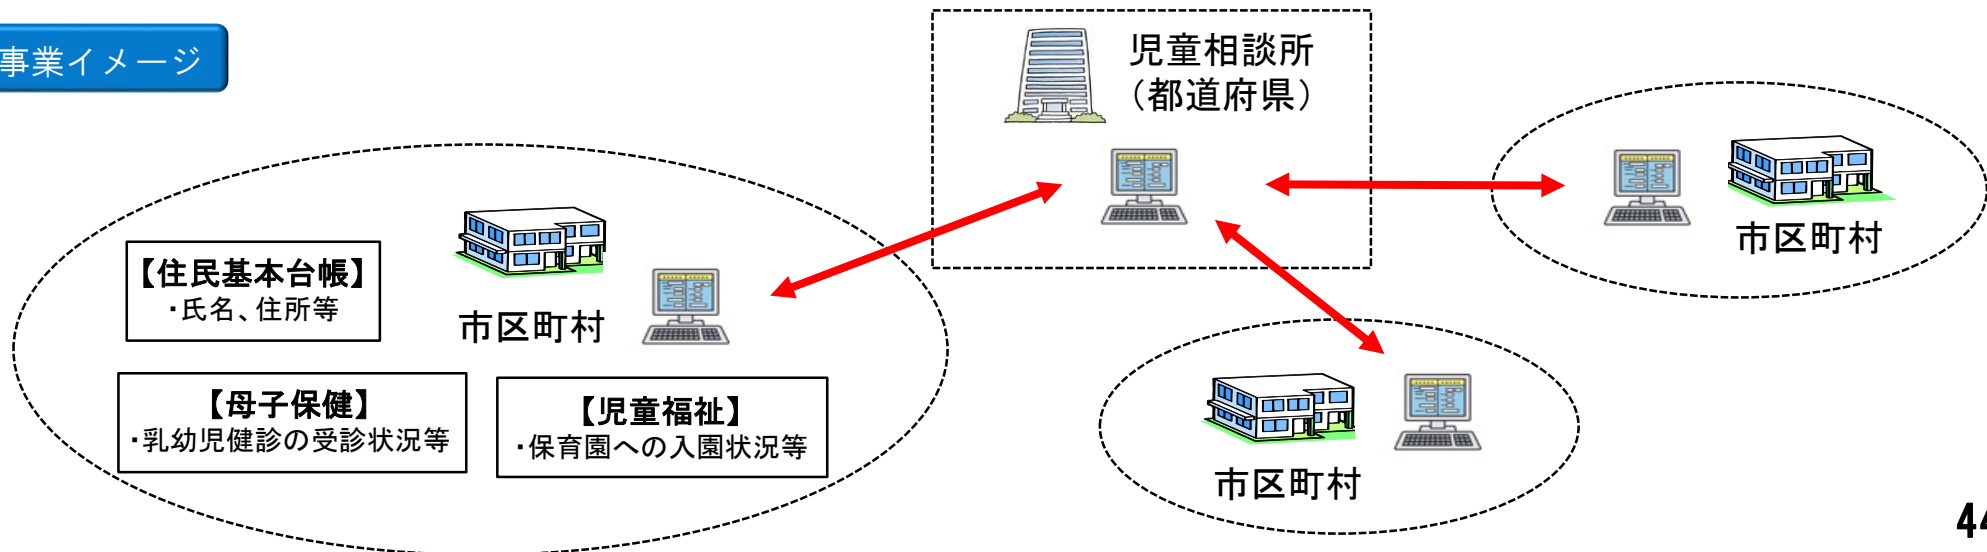 事業イメージ
児童相談所
（都道府県）
市区町村
【住民基本台帳】
・氏名、住所等
市区町村
【母子保健】
・乳幼児健診の受診状況等
【児童福祉】
・保育園への入園状況等
市区町村
44